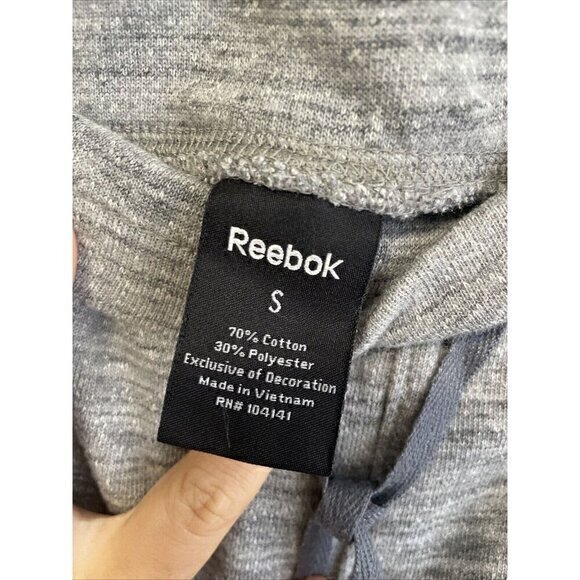 Reebok
S
70% Cotton
30% Polyester
Exclusive of Decoration
Made in Vietnam
RN# 104141